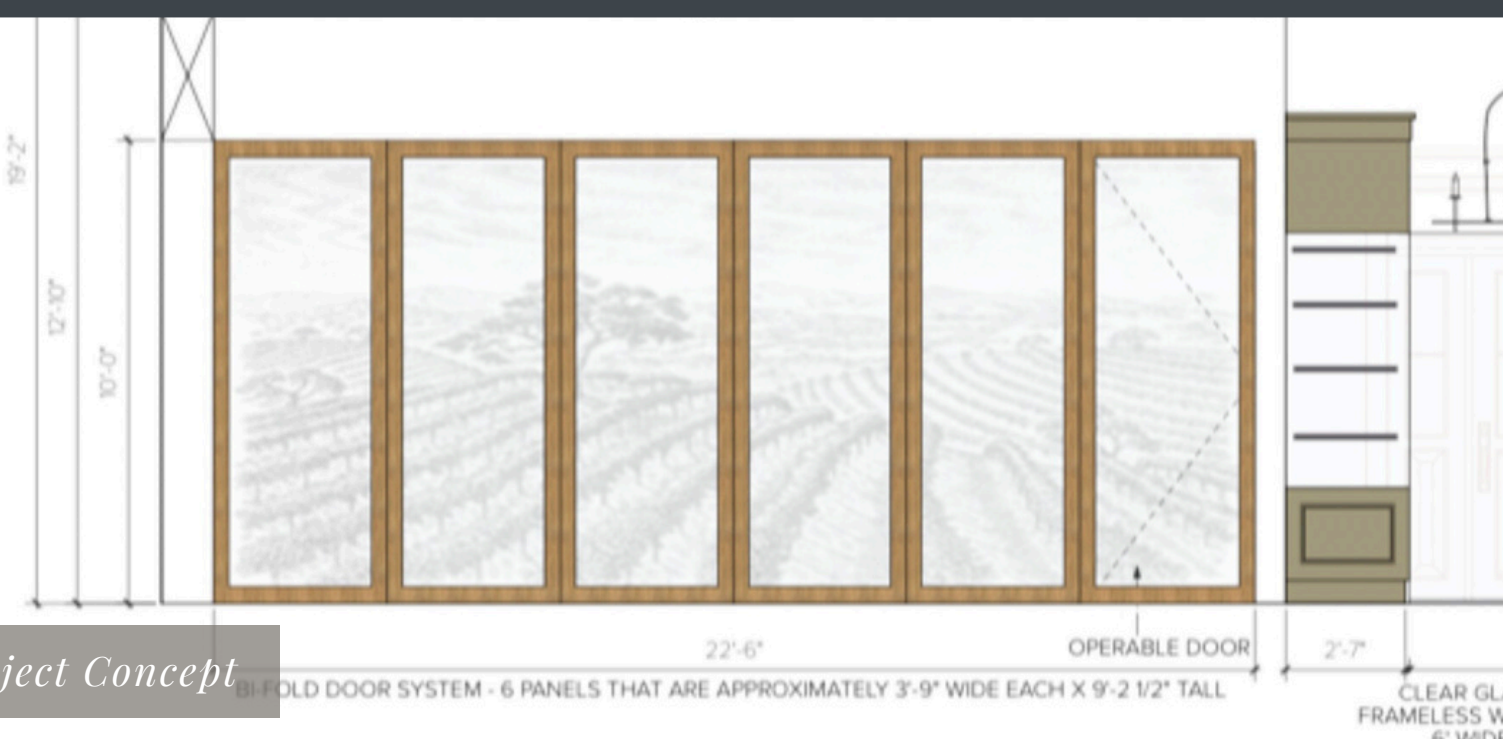 19'-2"
12'-10"
10'-0"
22'-6"
OPERABLE DOOR
2'-7"
ject Concept
BI-FOLD DOOR SYSTEM - 6 PANELS THAT ARE APPROXIMATELY 3'-9" WIDE EACH X 9'-2 1/2" TALL
CLEAR GL
FRAMELESS W